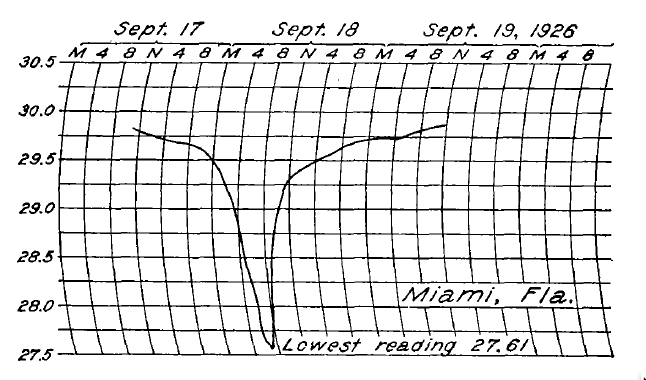 Sept. 17 Sept. 18 Sept. 19, 1926
M 4 8 N 4 8 M 4 8 N 4 8 M 4 8 N 4 8 M 4 8
30.5
30.0
29.5
29.0
28.5
28.0
Miami, Fla.
Lowest reading 27.61
27.5